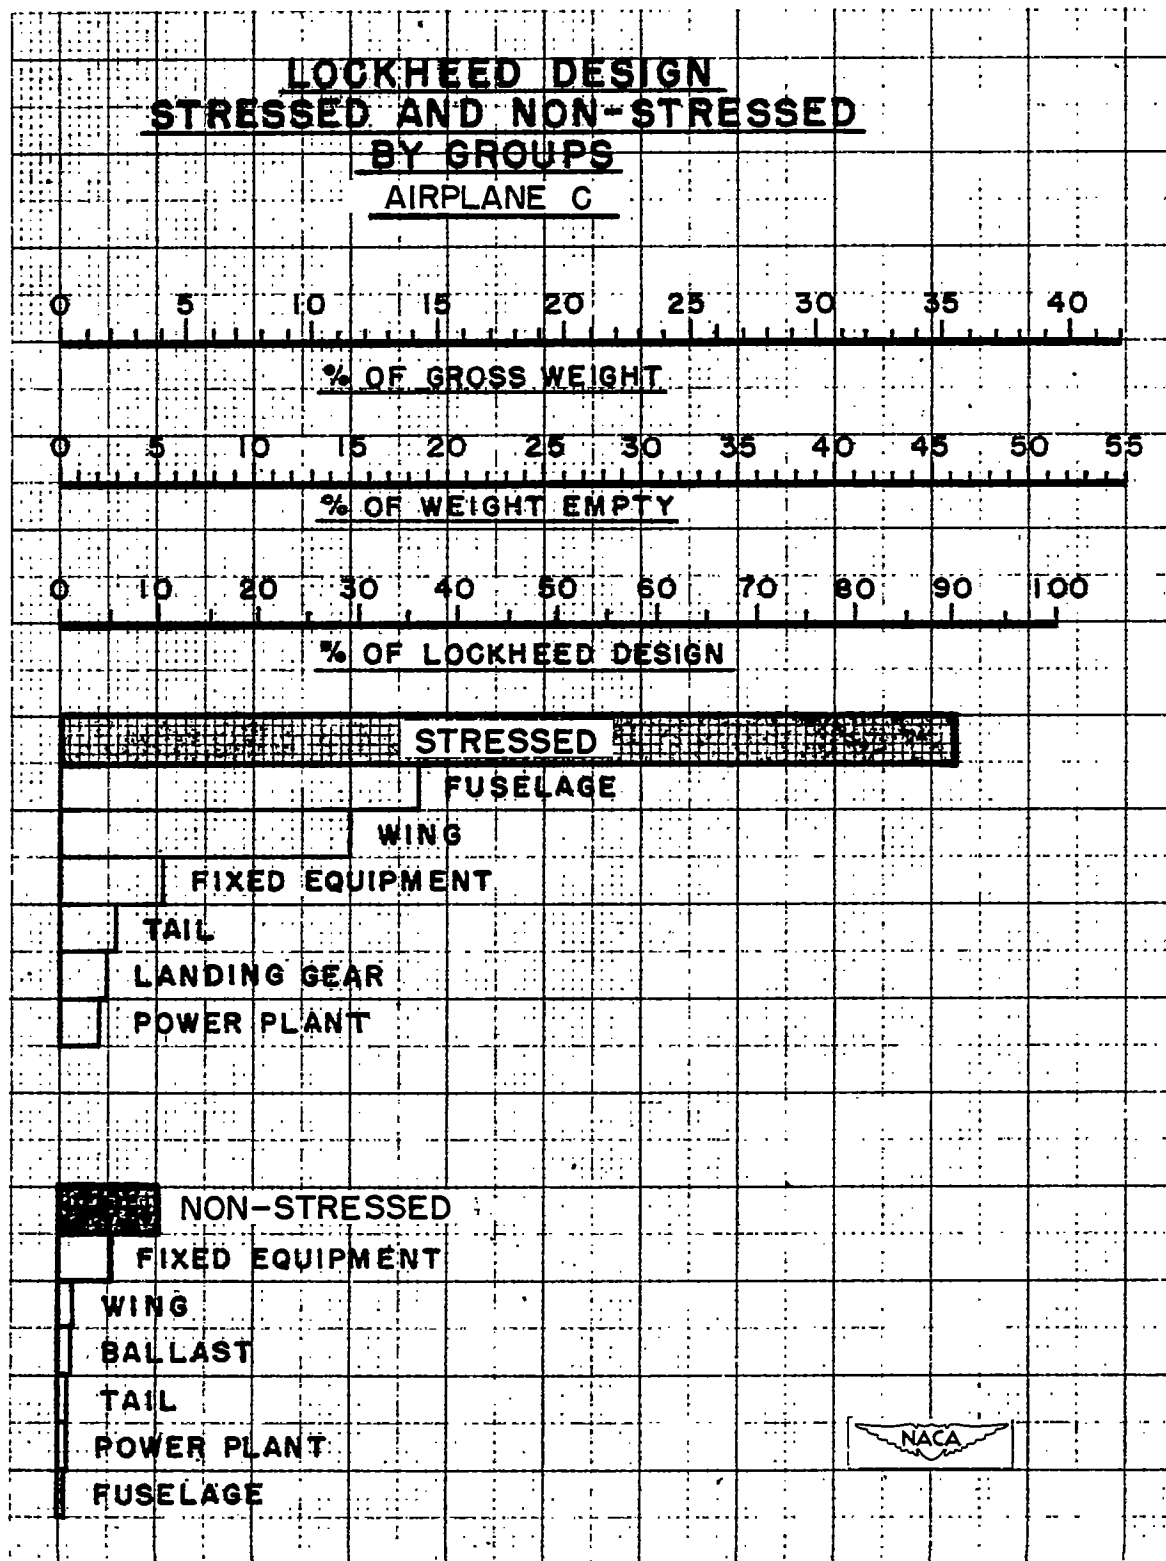 LOCKHEED DESIGN
STRESSED AND NON-STRESSED
BY GROUPS
AIRPLANE C
0 5 10 15 20 25 30 35 40
% OF GROSS WEIGHT
0 5 10 15 20 25 30 35 40 45 50 55
% OF WEIGHT EMPTY
0 10 20 30 40 50 60 70 80 90 100
% OF LOCKHEED DESIGN
STRESSED
FUSELAGE
WING
FIXED EQUIPMENT
TAIL
LANDING GEAR
POWER PLANT
NON-STRESSED
FIXED EQUIPMENT
WING
BALLAST
TAIL
POWER PLANT
FUSELAGE
NACA